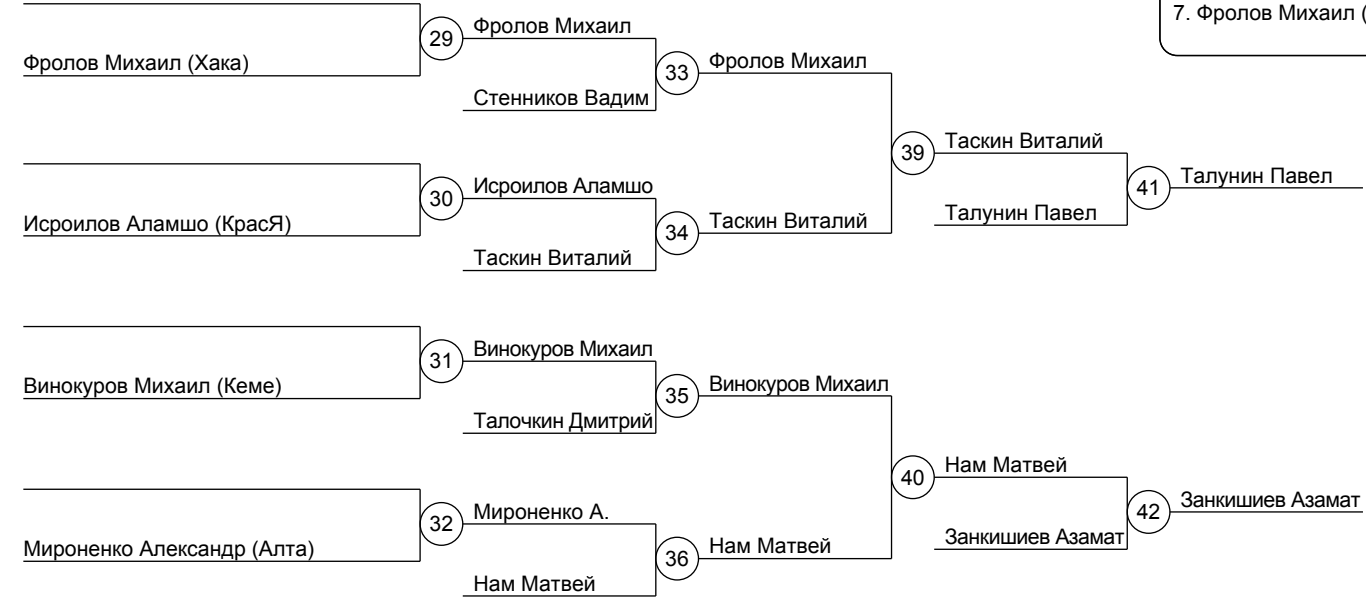 7. Фролов Михаил (
Фролов Михаил (Хака)
29
Фролов Михаил
Стенников Вадим
33
Фролов Михаил
Исроилов Аламшо (КрасЯ)
30
Исроилов Аламшо
Таскин Виталий
34
Таскин Виталий
39
Таскин Виталий
Талунин Павел
41
Талунин Павел
Винокуров Михаил (Кеме)
31
Винокуров Михаил
Талочкин Дмитрий
35
Винокуров Михаил
Мироненко Александр (Алта)
32
Мироненко А.
Нам Матвей
36
Нам Матвей
40
Нам Матвей
Занкишиев Азамат
42
Занкишиев Азамат